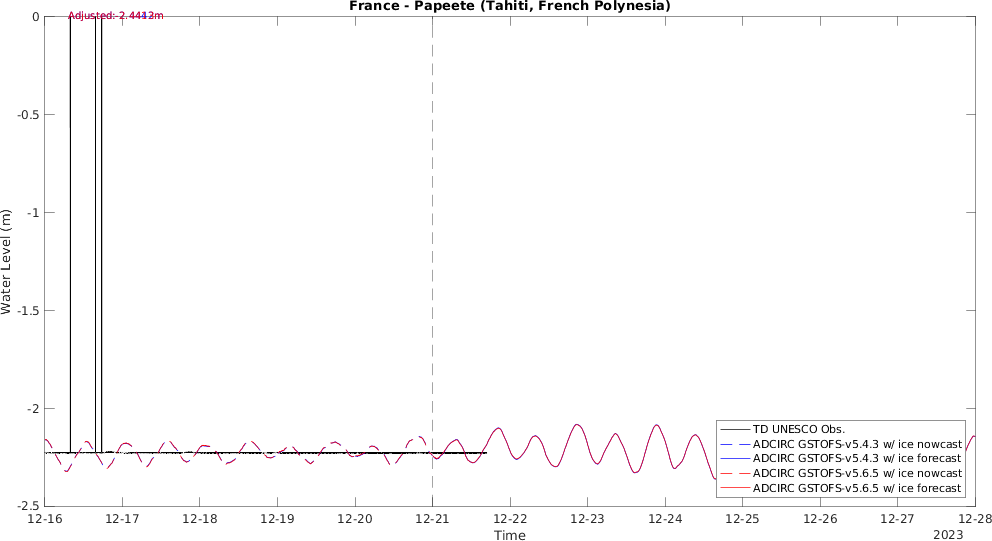 France - Papeete (Tahiti, French Polynesia)
0
-0.5
-1
-1.5
-2
-2.5
Water Level (m)
TD UNESCO Obs.
ADCIRC GSTOFS-v5.4.3 w/ ice nowcast
ADCIRC GSTOFS-v5.4.3 w/ ice forecast
ADCIRC GSTOFS-v5.6.5 w/ ice nowcast
ADCIRC GSTOFS-v5.6.5 w/ ice forecast
12-16 12-17 12-18 12-19 12-20 12-21 12-22 12-23 12-24 12-25 12-26 12-27 12-28
Time
2023